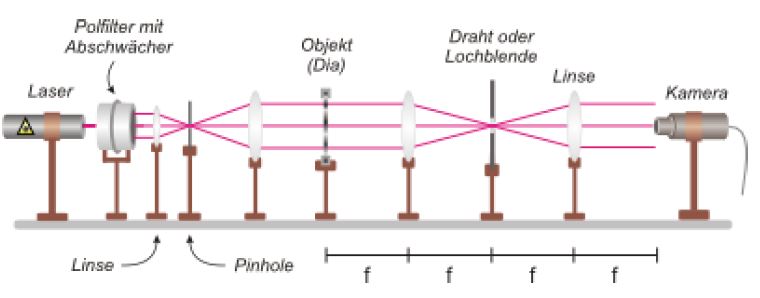 Polfilter mit
Abschwächer
Laser
Objekt
(Dia)
Draht oder
Lochblende
Linse
Kamera
Linse
Pinhole
f
f
f
f